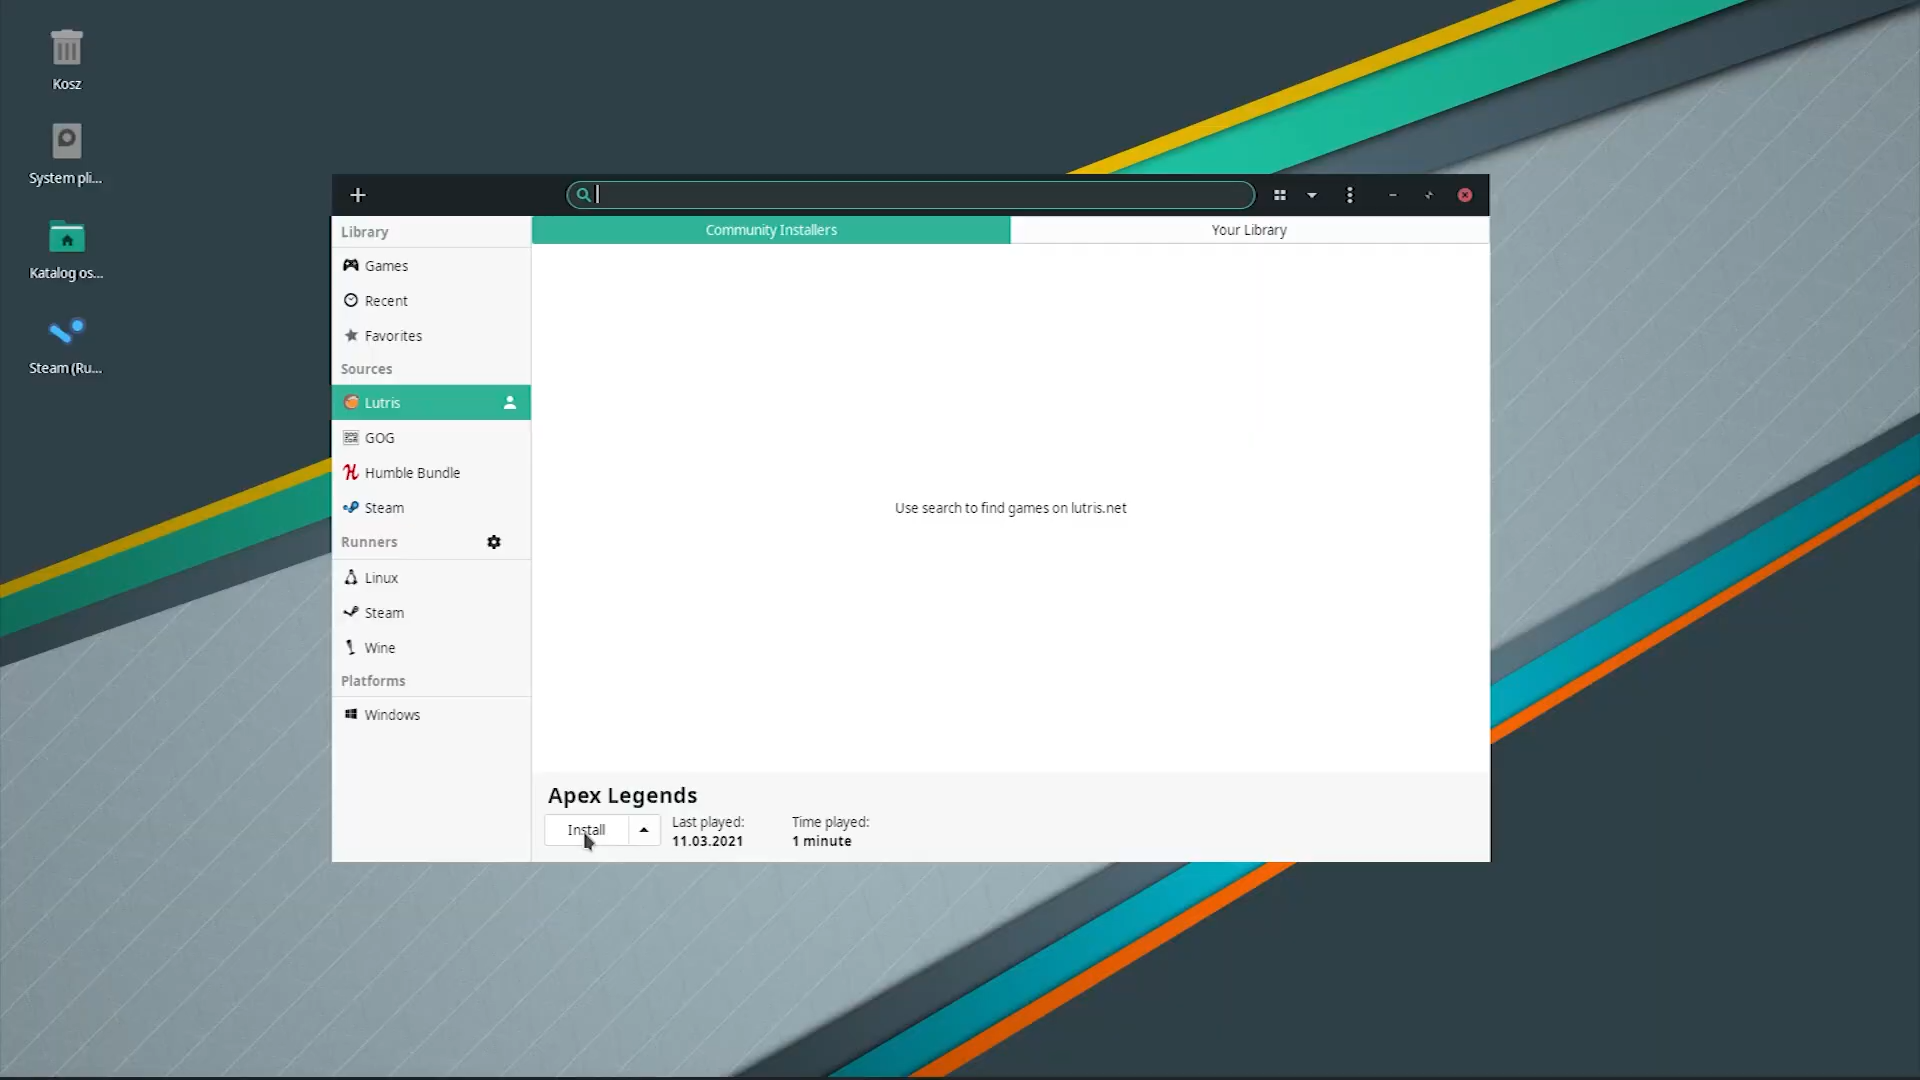 Kosz
System pli...
Katalog os...
Steam (Ru...
Library
Games
Recent
Favorites
Sources
Lutris
GOG
Humble Bundle
Steam
Runners
Linux
Steam
Wine
Platforms
Windows
Community Installers
Your Library
Use search to find games on lutris.net
Apex Legends
Install
Last played:
11.03.2021
Time played:
1 minute